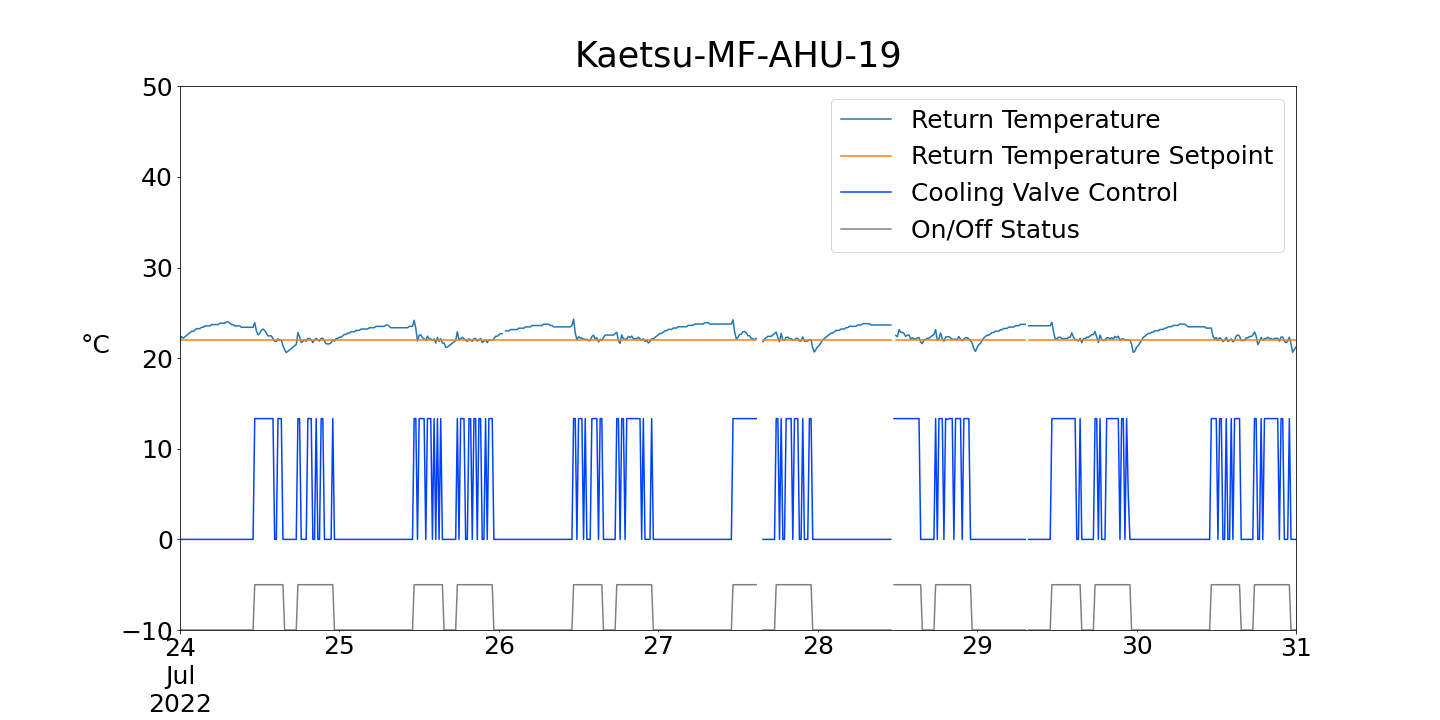 Kaetsu-MF-AHU-19
50
40
30
20
10
0
−10
°C
Return Temperature
Return Temperature Setpoint
Cooling Valve Control
On/Off Status
24 25 26 27 28 29 30 31
Jul
2022